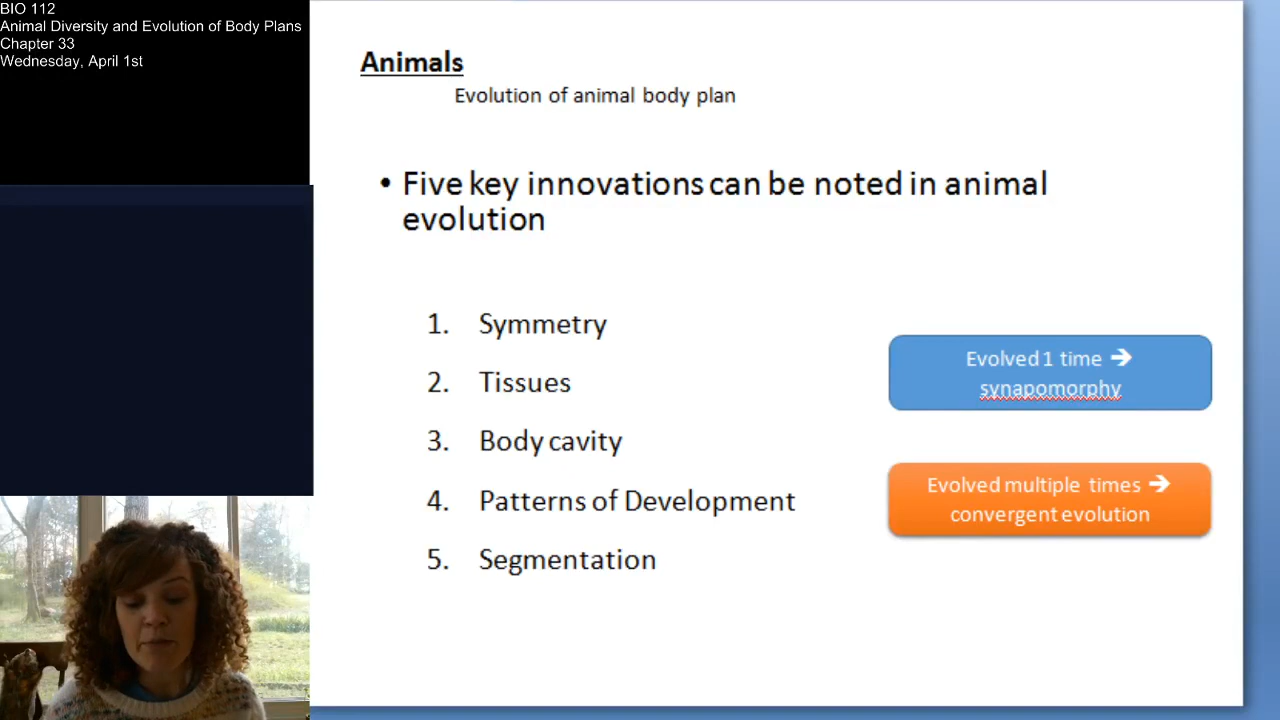 BIO 112
Animal Diversity and Evolution of Body Plans
Chapter 33
Wednesday, April 1st
Animals
Evolution of animal body plan
• Five key innovations can be noted in animal
evolution
1. Symmetry
2. Tissues
3. Body cavity
4. Patterns of Development
5. Segmentation
Evolved 1 time ➔
synapomorphy
Evolved multiple times ➔
convergent evolution